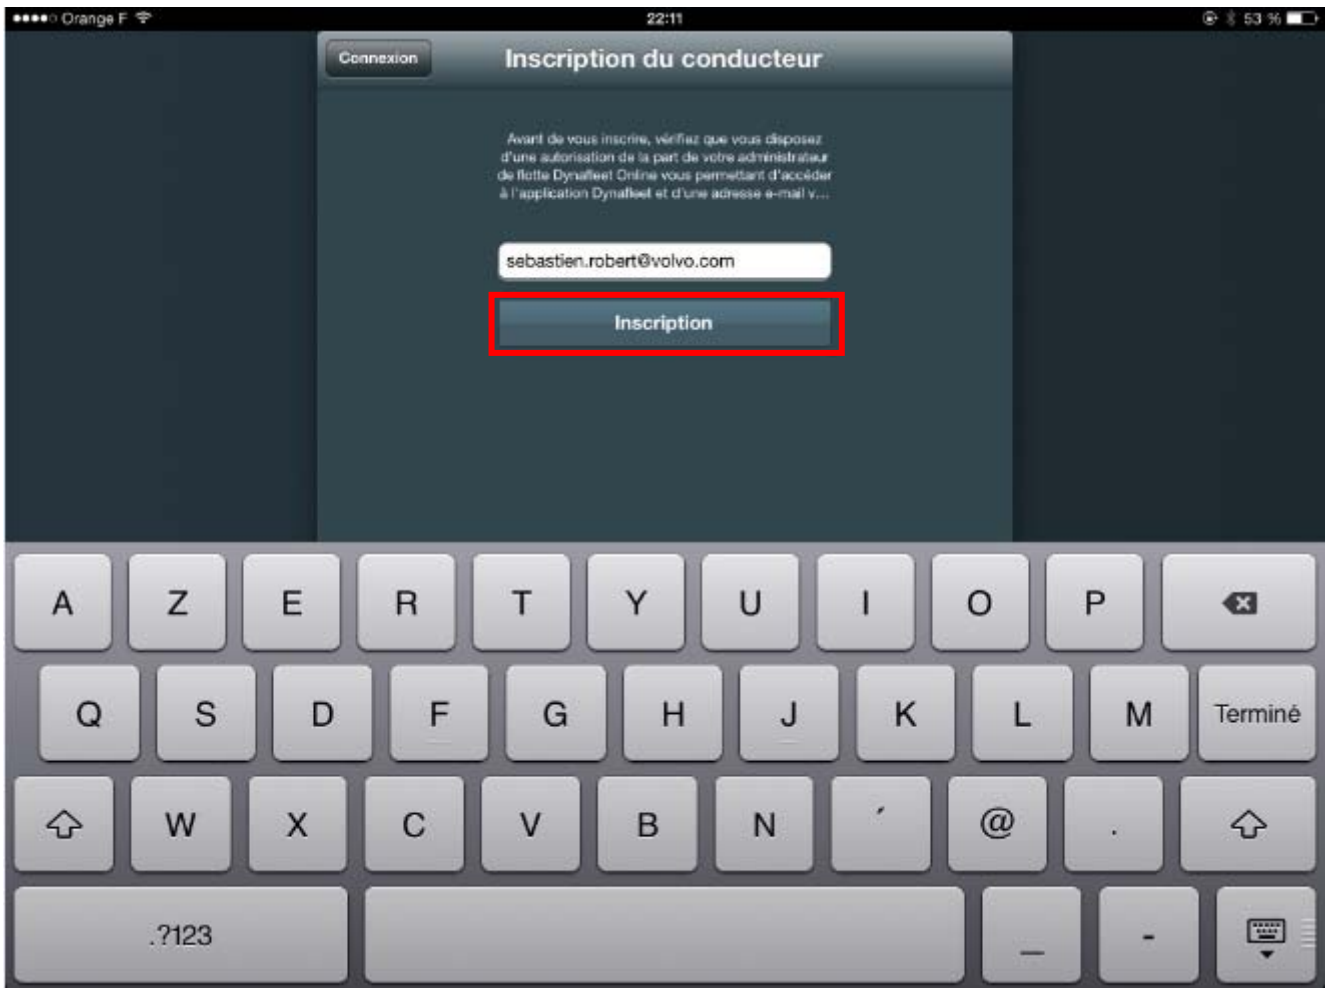 Orange F 22:11 53 %
Connexion Inscription du conducteur
Avant de vous inscrire, vérifiez que vous disposez
d'une autorisation de la part de votre administrateur
de flotte Dynafleet Online vous permettant d'accéder
à l'application Dynafleet et d'une adresse e-mail v...
sebastien.robert@volvo.com
Inscription
A Z E R T Y U I O P
Q S D F G H J K L M Terminé
W X C V B N ´ @ .
.?123 _ -